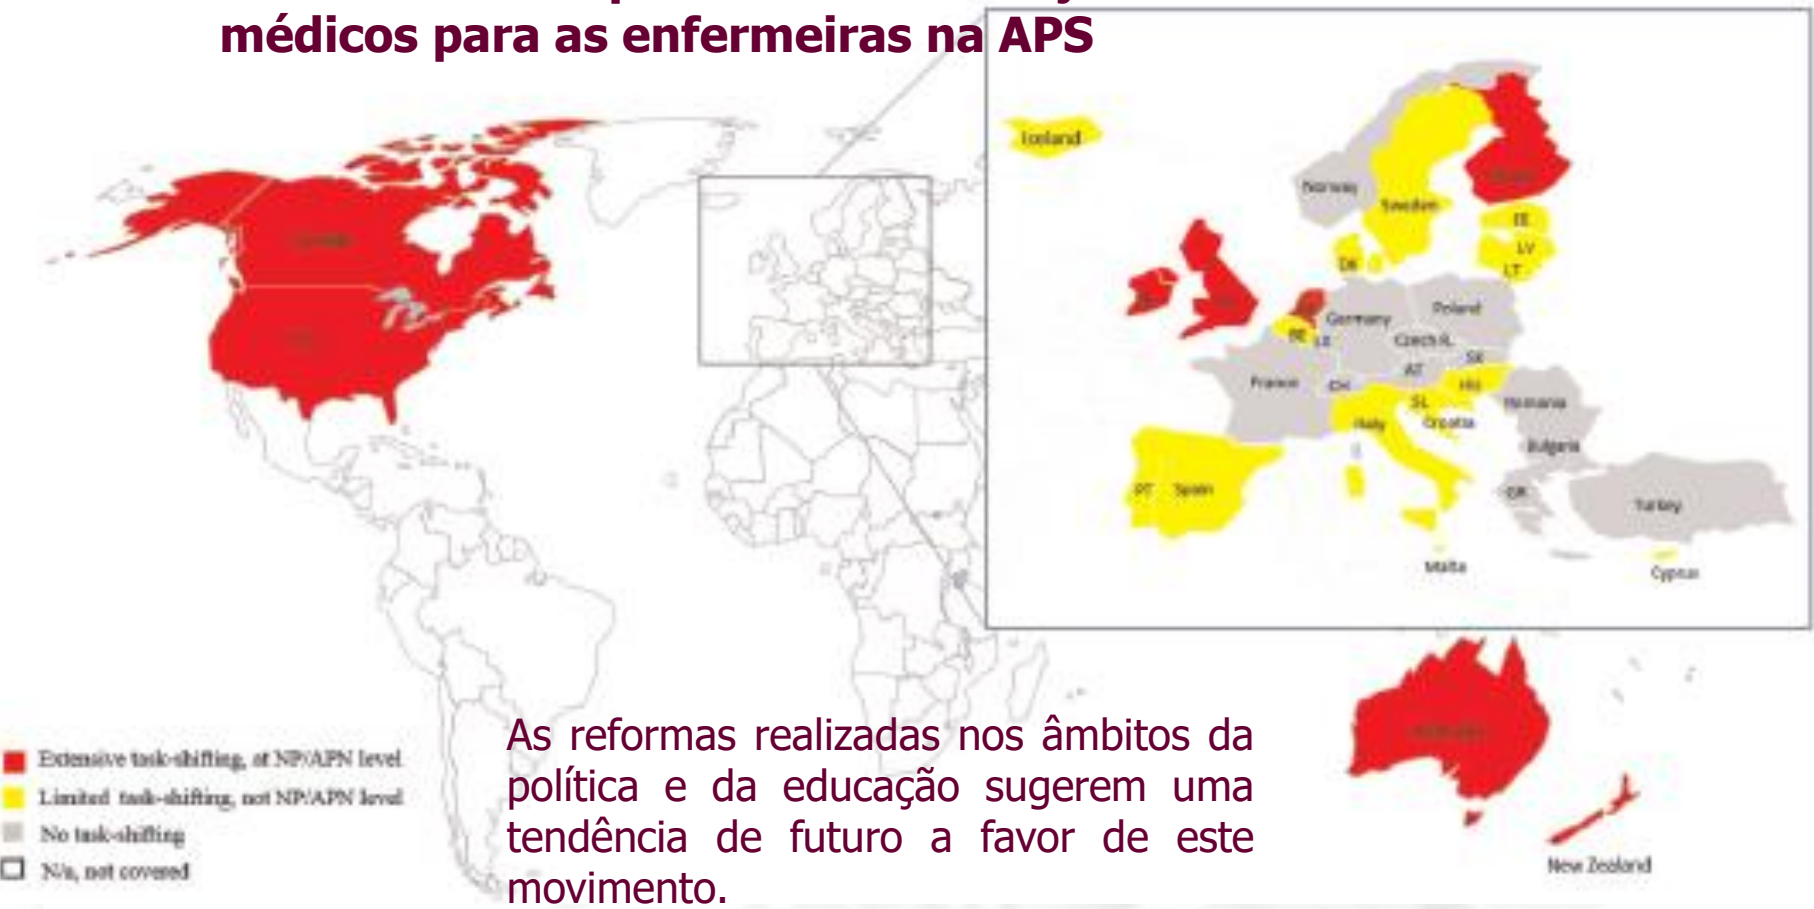 médicos para as enfermeiras na APS
Iceland
Norway
Sweden
EE
LV
LT
DK
Poland
Germany
BE
LX
Czech R.
SK
AT
France
CH
HU
SL
Romania
Italy
Croatia
Bulgaria
PT
Spain
GR
Turkey
Malta
Cyprus
As reformas realizadas nos âmbitos da
política e da educação sugerem uma
tendência de futuro a favor de este
movimento.
Extensive task-shifting, at NP/APN level
Limited task-shifting, not NP/APN level
No task-shifting
N/a, not covered
New Zealand